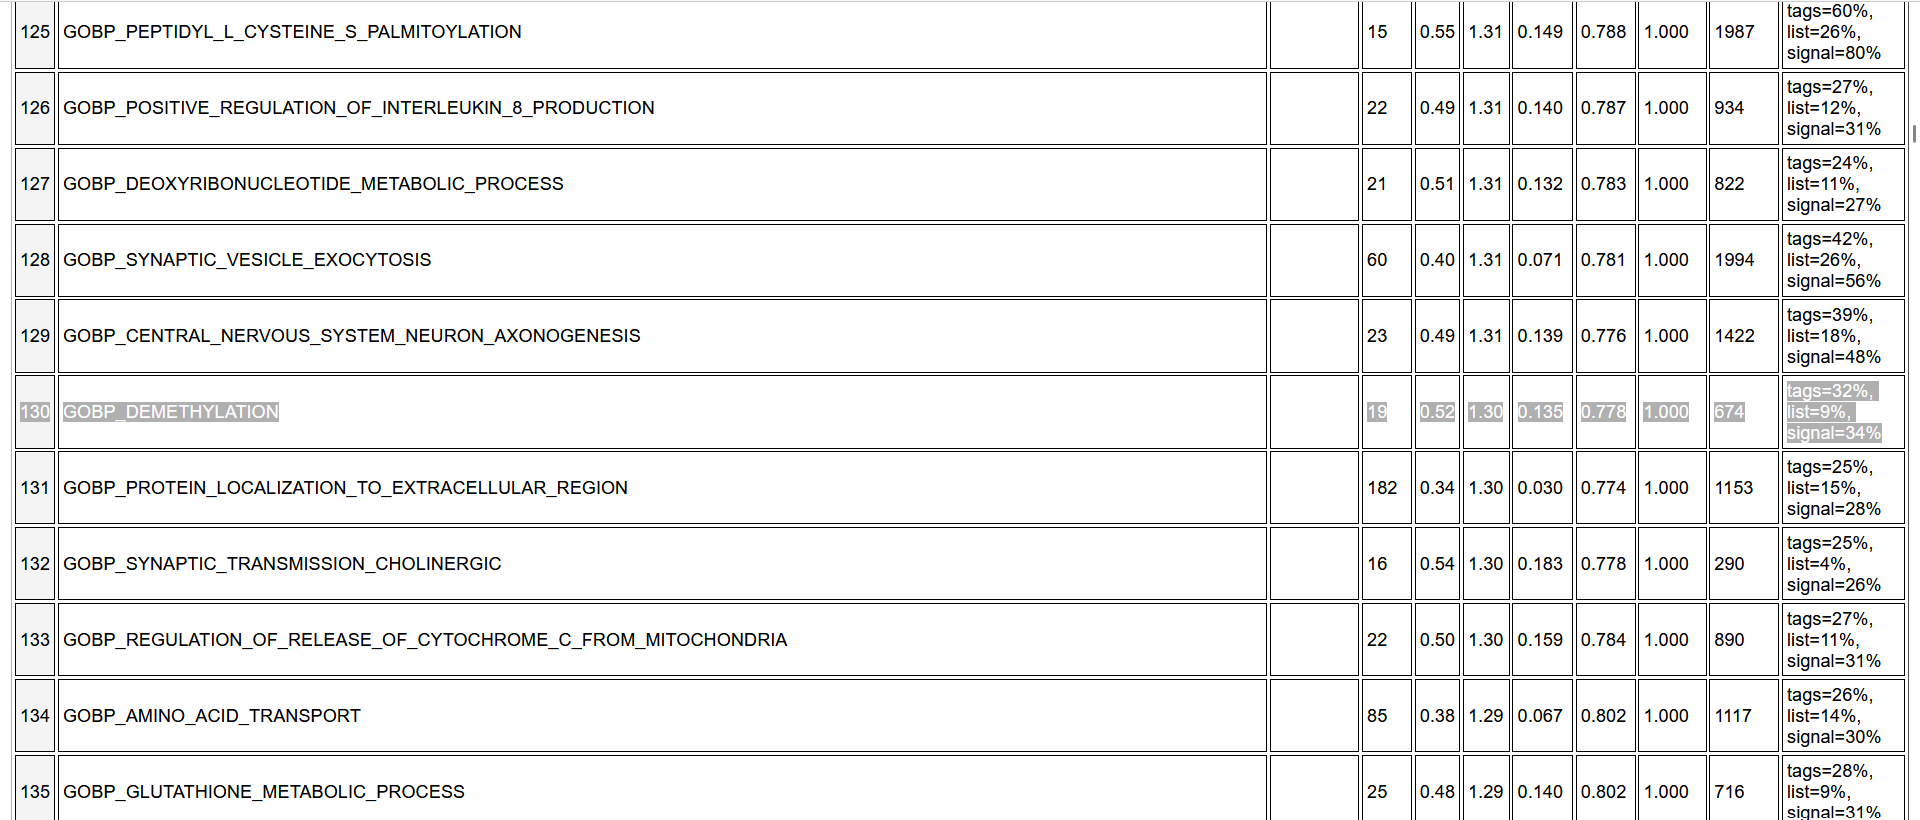 125 GOBP_PEPTIDYL_L_CYSTEINE_S_PALMITOYLATION 15 0.55 1.31 0.149 0.788 1.000 1987 tags=60%,
list=26%,
signal=80%
126 GOBP_POSITIVE_REGULATION_OF_INTERLEUKIN_8_PRODUCTION 22 0.49 1.31 0.140 0.787 1.000 934 tags=27%,
list=12%,
signal=31%
127 GOBP_DEOXYRIBONUCLEOTIDE_METABOLIC_PROCESS 21 0.51 1.31 0.132 0.783 1.000 822 tags=24%,
list=11%,
signal=27%
128 GOBP_SYNAPTIC_VESICLE_EXOCYTOSIS 60 0.40 1.31 0.071 0.781 1.000 1994 tags=42%,
list=26%,
signal=56%
129 GOBP_CENTRAL_NERVOUS_SYSTEM_NEURON_AXONOGENESIS 23 0.49 1.31 0.139 0.776 1.000 1422 tags=39%,
list=18%,
signal=48%
130 GOBP_DEMETHYLATION 19 0.52 1.30 0.135 0.778 1.000 674 tags=32%,
list=9%,
signal=34%
131 GOBP_PROTEIN_LOCALIZATION_TO_EXTRACELLULAR_REGION 182 0.34 1.30 0.030 0.774 1.000 1153 tags=25%,
list=15%,
signal=28%
132 GOBP_SYNAPTIC_TRANSMISSION_CHOLINERGIC 16 0.54 1.30 0.183 0.778 1.000 290 tags=25%,
list=4%,
signal=26%
133 GOBP_REGULATION_OF_RELEASE_OF_CYTOCHROME_C_FROM_MITOCHONDRIA 22 0.50 1.30 0.159 0.784 1.000 890 tags=27%,
list=11%,
signal=31%
134 GOBP_AMINO_ACID_TRANSPORT 85 0.38 1.29 0.067 0.802 1.000 1117 tags=26%,
list=14%,
signal=30%
135 GOBP_GLUTATHIONE_METABOLIC_PROCESS 25 0.48 1.29 0.140 0.802 1.000 716 tags=28%,
list=9%,
signal=31%